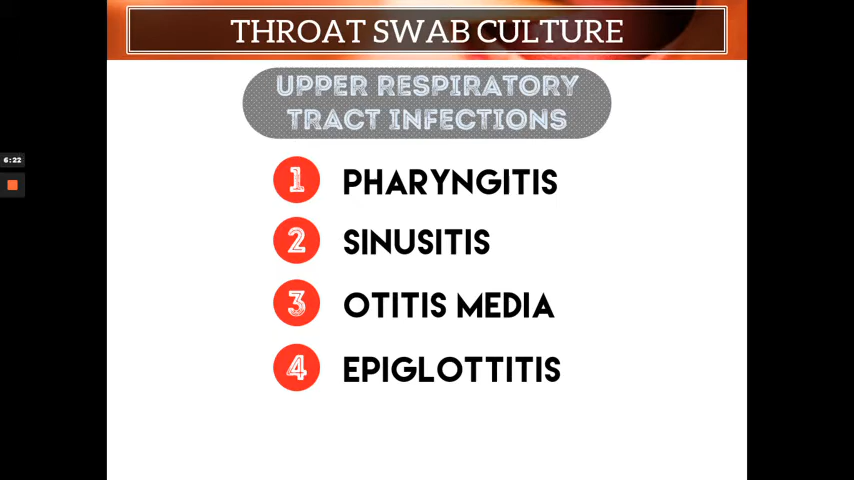 THROAT SWAB CULTURE
UPPER RESPIRATORY
TRACT INFECTIONS
6:22
1 PHARYNGITIS
2 SINUSITIS
3 OTITIS MEDIA
4 EPIGLOTTITIS